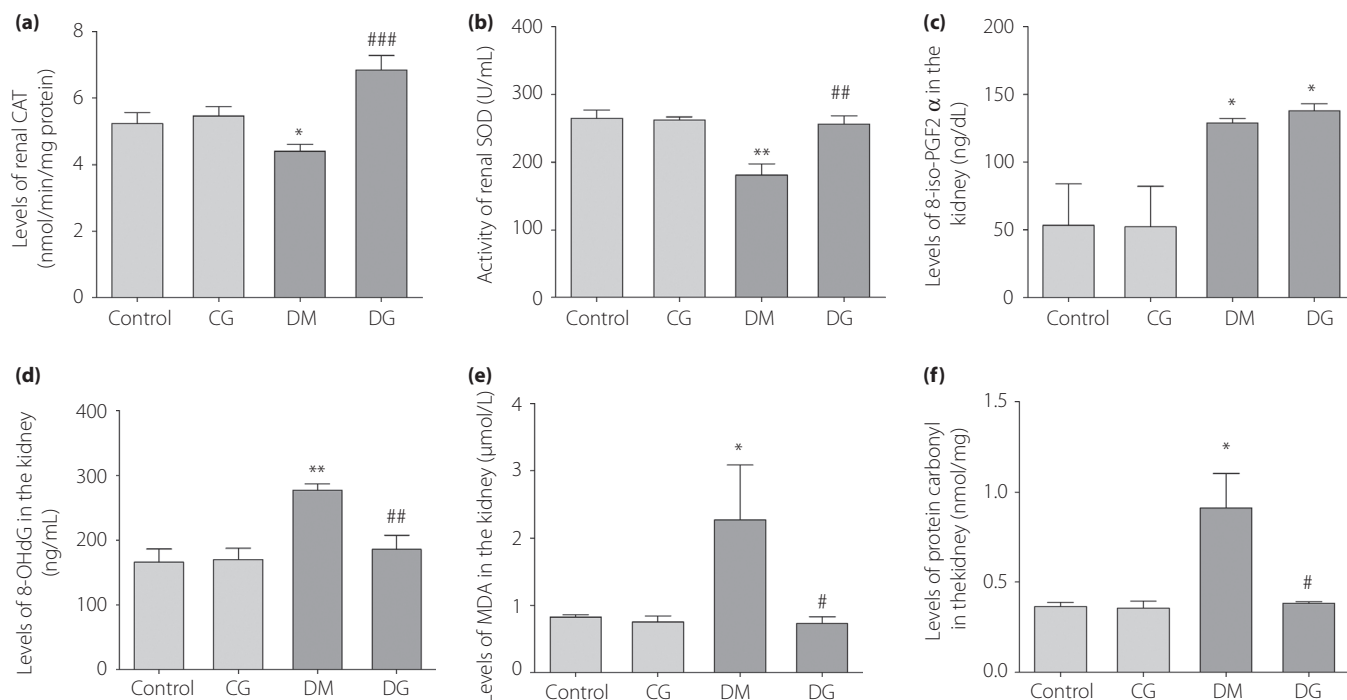 (a)
Levels of renal CAT
(nmol/min/mg protein)
8
6
4
2
0
*
###
Control CG DM DG
(b)
Activity of renal SOD (U/mL)
400
300
200
100
0
**
##
Control CG DM DG
(c)
Levels of 8-iso-PGF2 α in the
kidney (ng/dL)
200
150
100
50
0
*
*
Control CG DM DG
(d)
Levels of 8-OHdG in the kidney
(ng/mL)
400
300
200
100
0
**
##
Control CG DM DG
(e)
Levels of MDA in the kidney (μmol/L)
4
3
2
1
0
*
#
Control CG DM DG
(f)
Levels of protein carbonyl
in thekidney (nmol/mg)
1.5
1.0
0.5
0.0
*
#
Control CG DM DG